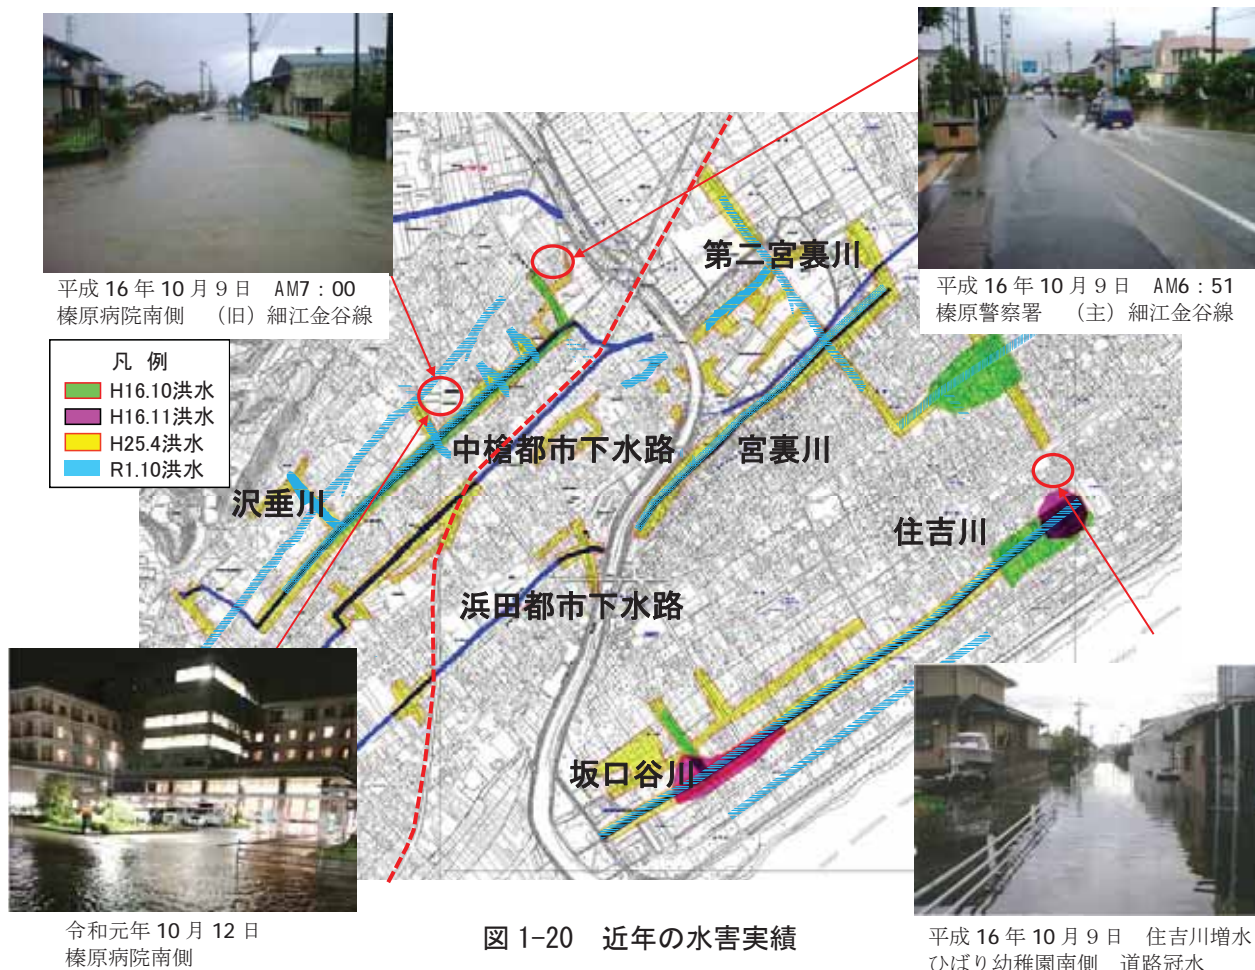 平成 16 年 10 月 9 日　AM7：00
榛原病院南側　（旧）細江金谷線
平成 16 年 10 月 9 日　AM6：51
榛原警察署　（主）細江金谷線
凡 例
H16.10洪水
H16.11洪水
H25.4洪水
R1.10洪水
第二宮裏川
中槍都市下水路
宮裏川
沢垂川
住吉川
浜田都市下水路
坂口谷川
令和元年 10 月 12 日
榛原病院南側
図 1-20　近年の水害実績
平成 16 年 10 月 9 日　住吉川増水
ひばり幼稚園南側　道路冠水